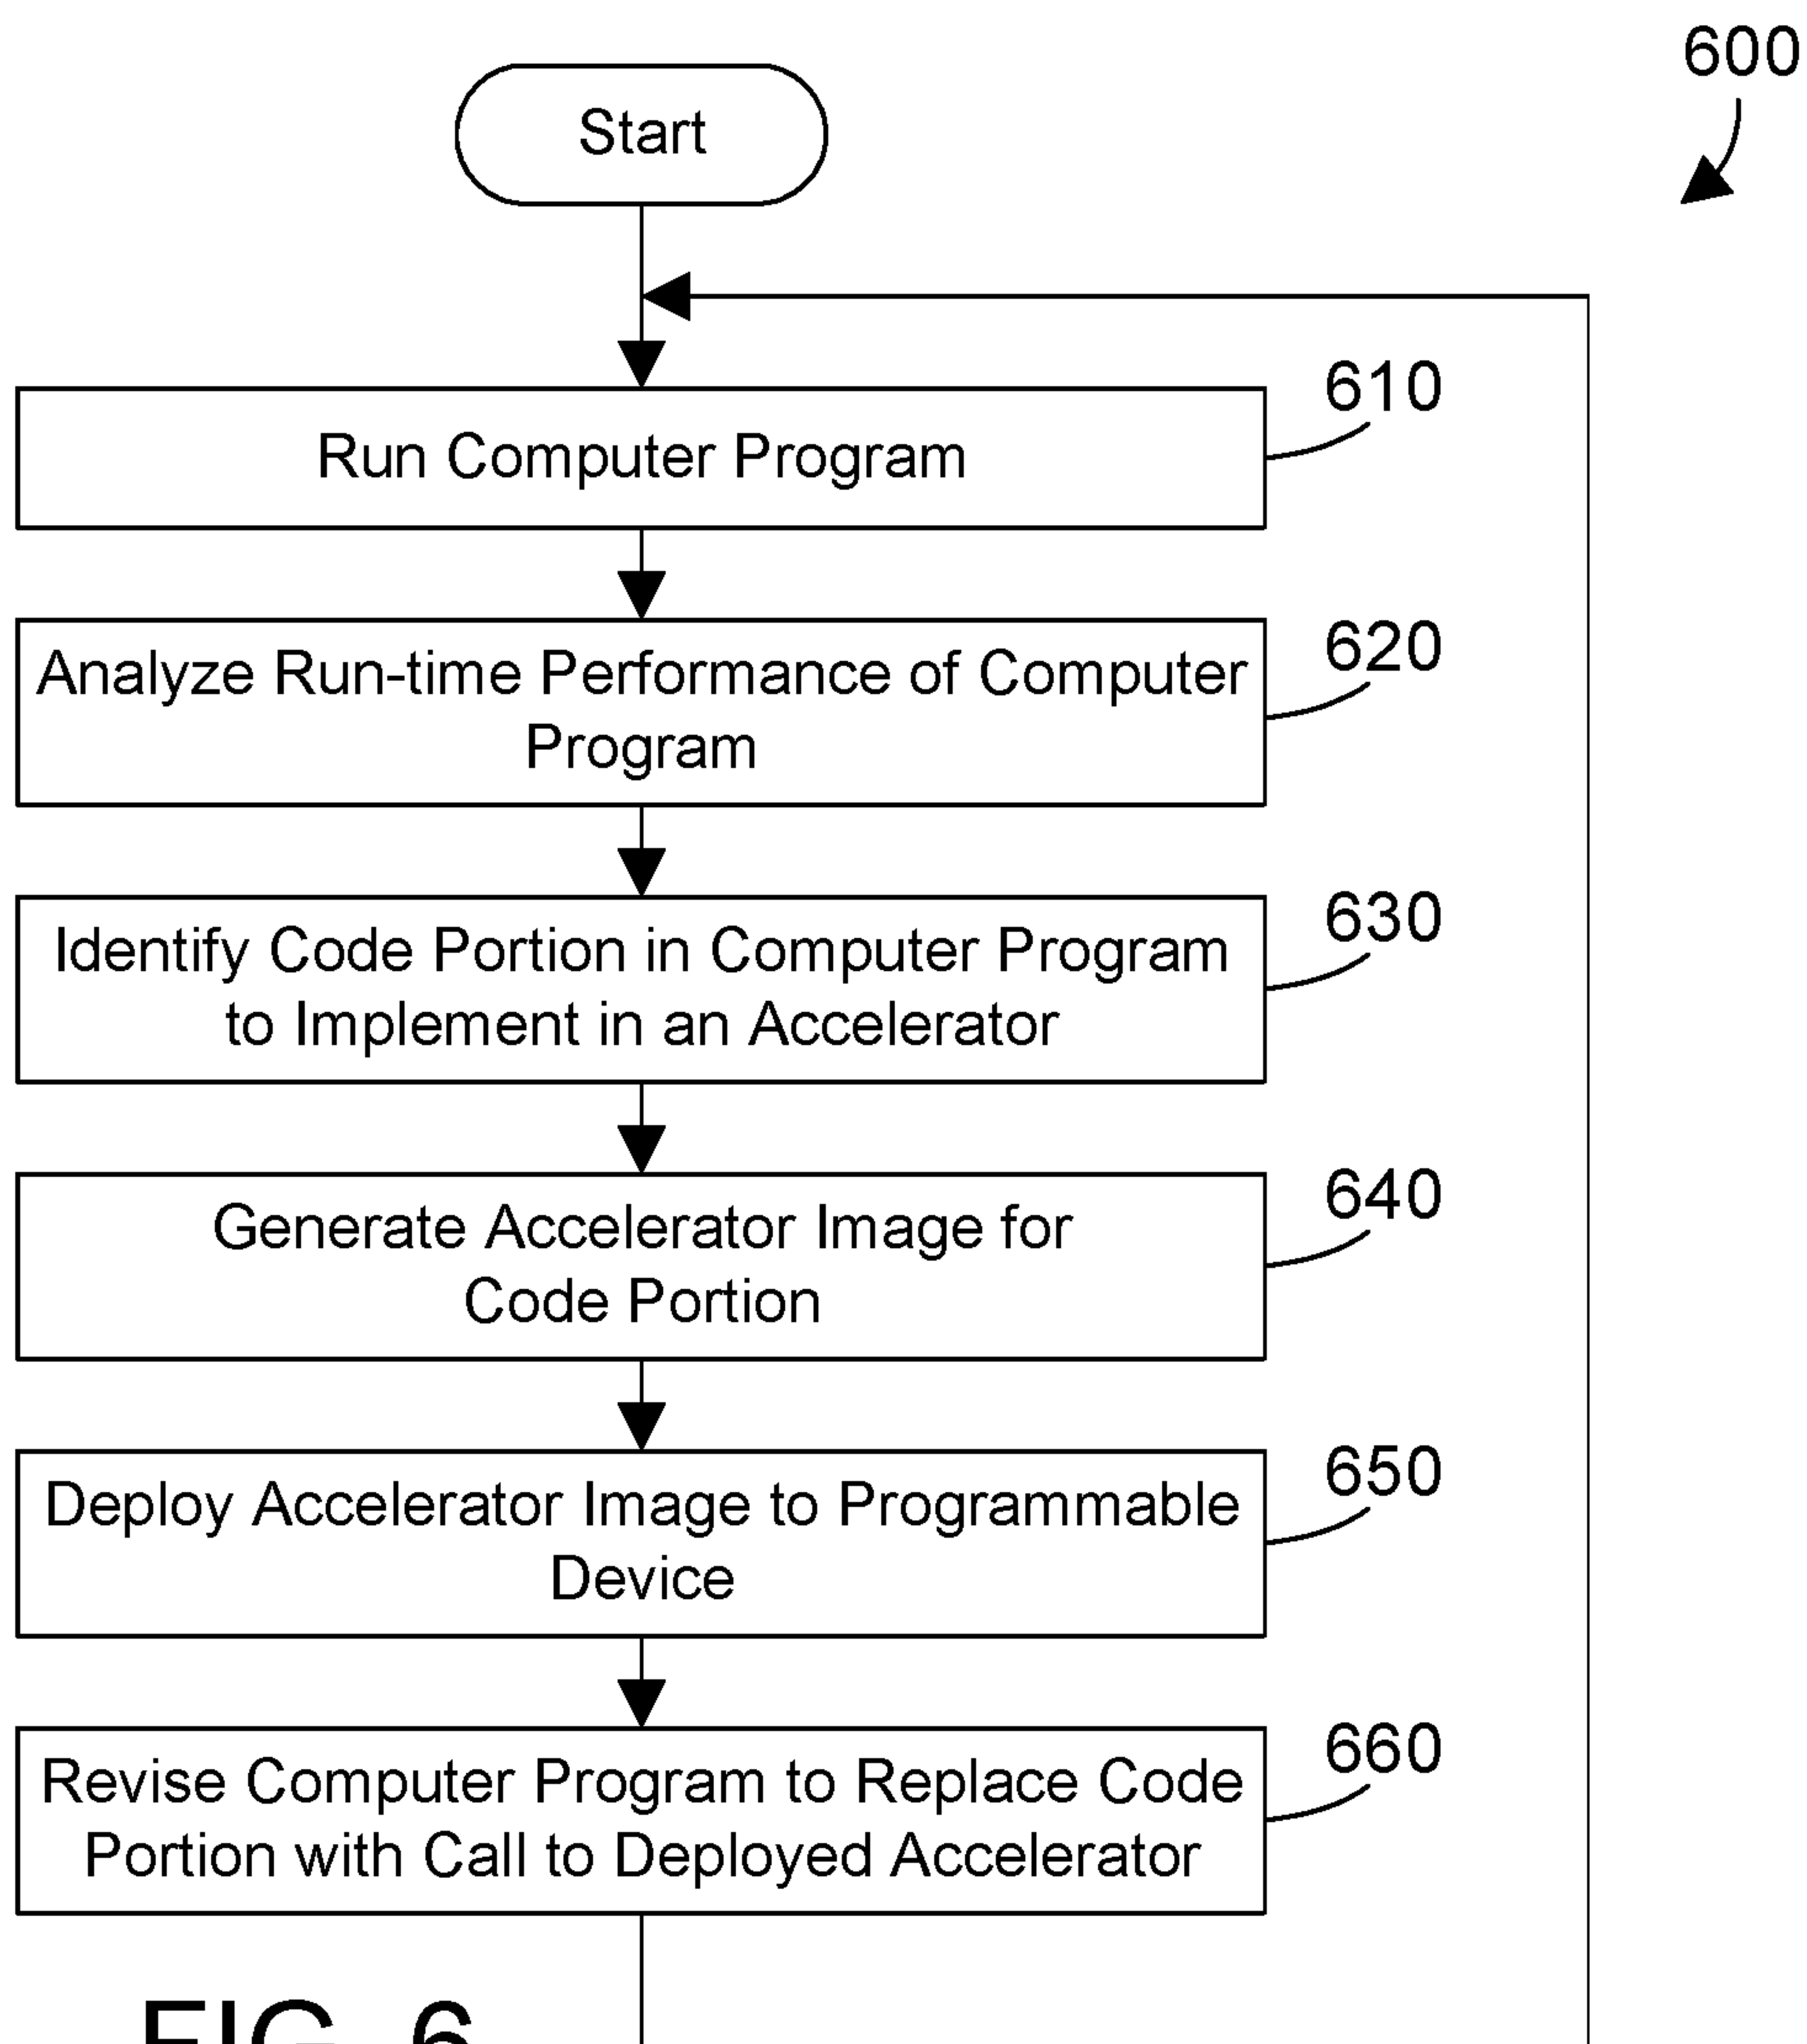 600
Start
610
Run Computer Program
620
Analyze Run-time Performance of Computer
Program
630
Identify Code Portion in Computer Program
to Implement in an Accelerator
640
Generate Accelerator Image for
Code Portion
650
Deploy Accelerator Image to Programmable
Device
660
Revise Computer Program to Replace Code
Portion with Call to Deployed Accelerator
FIG. 6